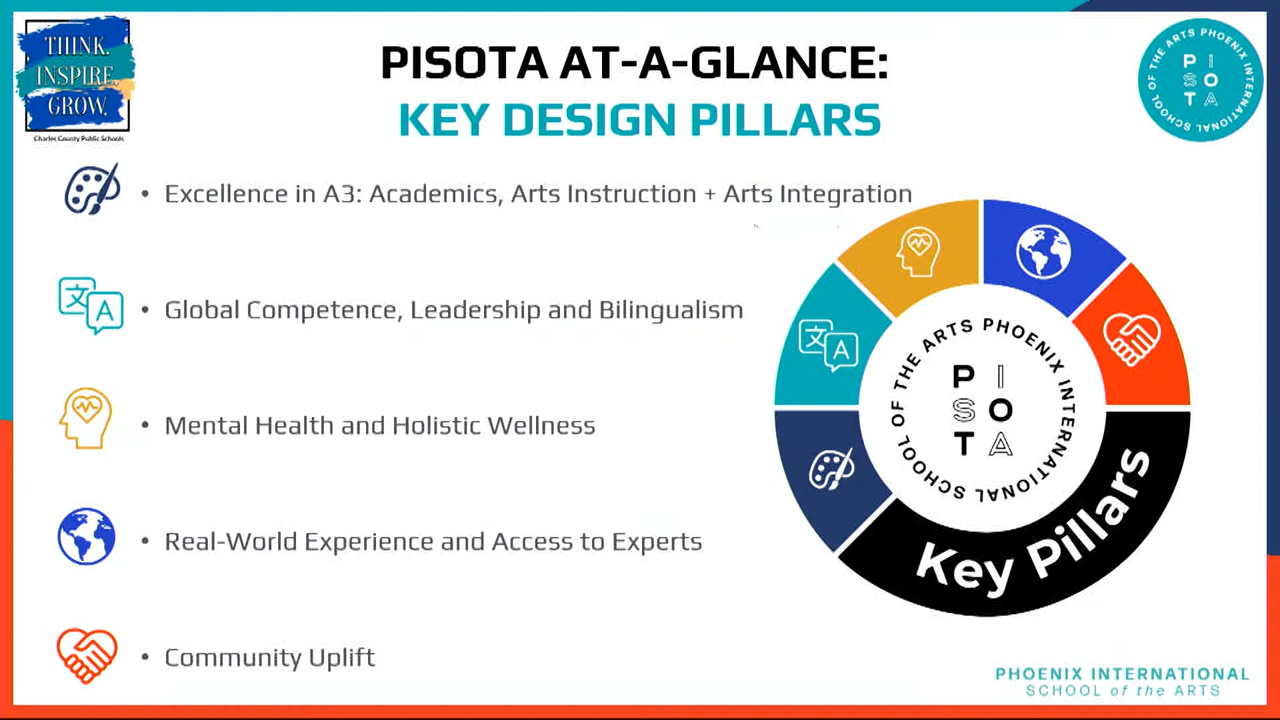 THINK.
INSPIRE.
GROW.
Charles County Public Schools
PISOTA AT-A-GLANCE:
KEY DESIGN PILLARS
SCHOOL OF THE ARTS PHOENIX INTERNATIONAL
P I
S O
T A
• Excellence in A3: Academics, Arts Instruction + Arts Integration
文 A
• Global Competence, Leadership and Bilingualism
• Mental Health and Holistic Wellness
• Real-World Experience and Access to Experts
• Community Uplift
文 A
SCHOOL OF THE ARTS PHOENIX INTERNATIONAL
P I
S O
T A
Key Pillars
PHOENIX INTERNATIONAL
SCHOOL of the ARTS